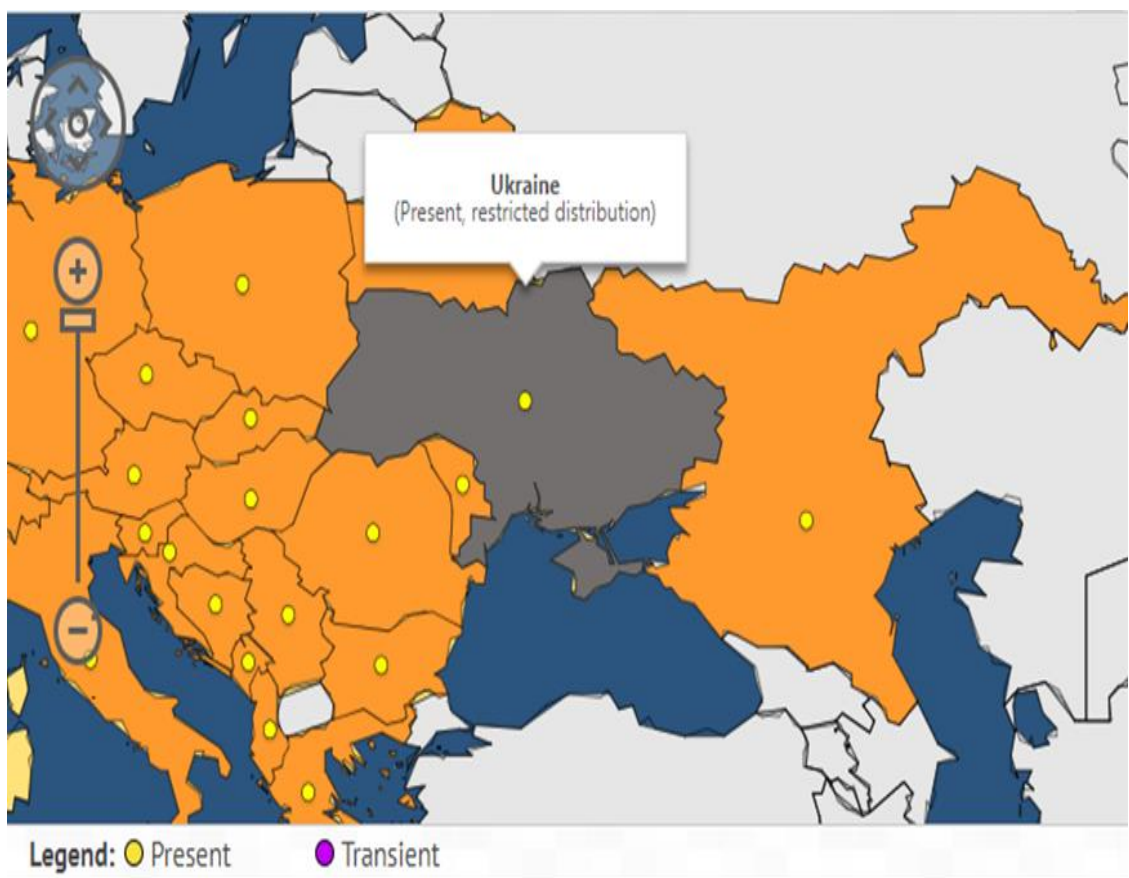 Ukraine
(Present, restricted distribution)
Legend: Present Transient